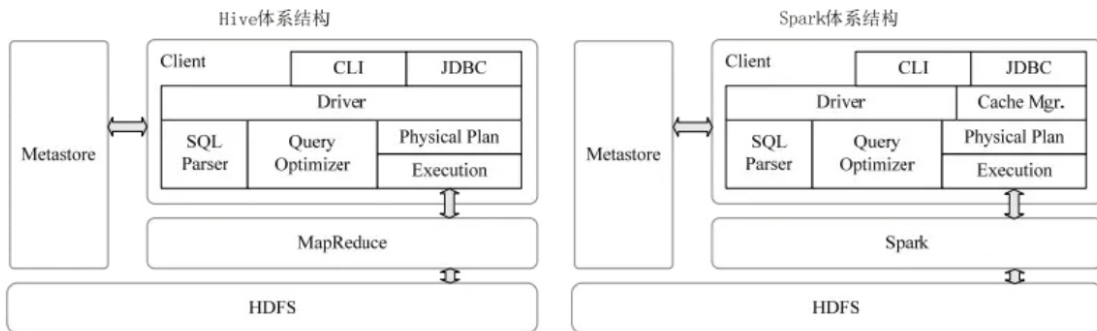 Hive体系结构
Client
CLI
JDBC
Driver
Metastore
SQL
Parser
Query
Optimizer
Physical Plan
Execution
MapReduce
HDFS
Spark体系结构
Client
CLI
JDBC
Driver
Cache Mgr.
Metastore
SQL
Parser
Query
Optimizer
Physical Plan
Execution
Spark
HDFS